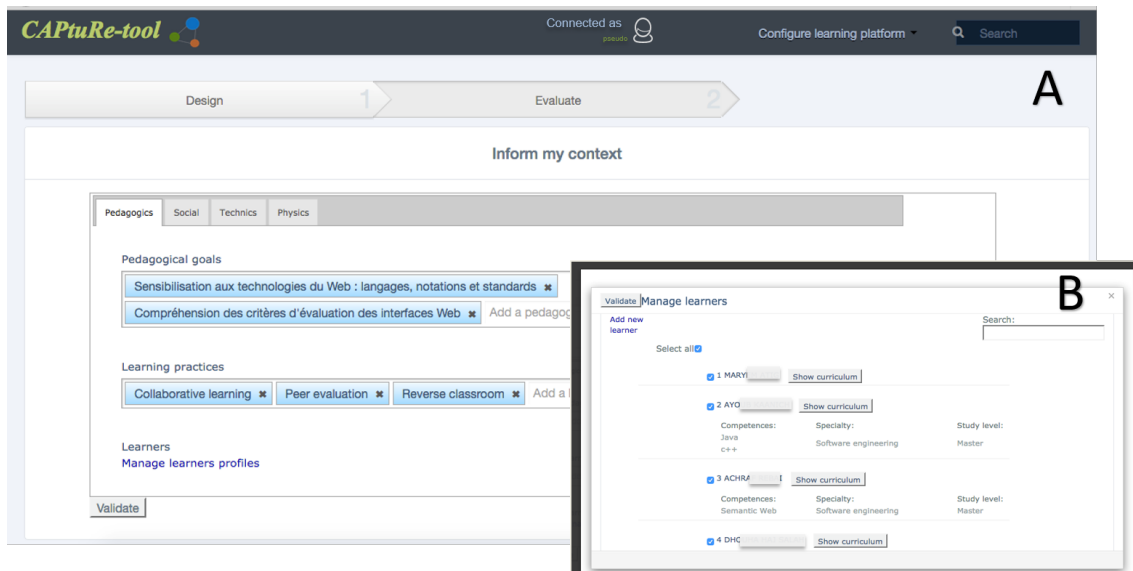 CAPtuRe-tool
Connected as
pseudo
Configure learning platform
Search
A
Design
1
Evaluate
2
Inform my context
Pedagogics Social Technics Physics
Pedagogical goals
Sensibilisation aux technologies du Web : langages, notations et standards ×
Compréhension des critères d'évaluation des interfaces Web × Add a pedagog
Learning practices
Collaborative learning × Peer evaluation × Reverse classroom × Add a l
Learners
Manage learners profiles
Validate
B
Validate Manage learners ×
Add new
learner
Search:
Select all
1 MARY Show curriculum
2 AYO Show curriculum
Competences: Specialty: Study level:
Java
Software engineering Master
c++
3 ACHRA I Show curriculum
Competences: Specialty: Study level:
Semantic Web Software engineering Master
4 DHO Show curriculum